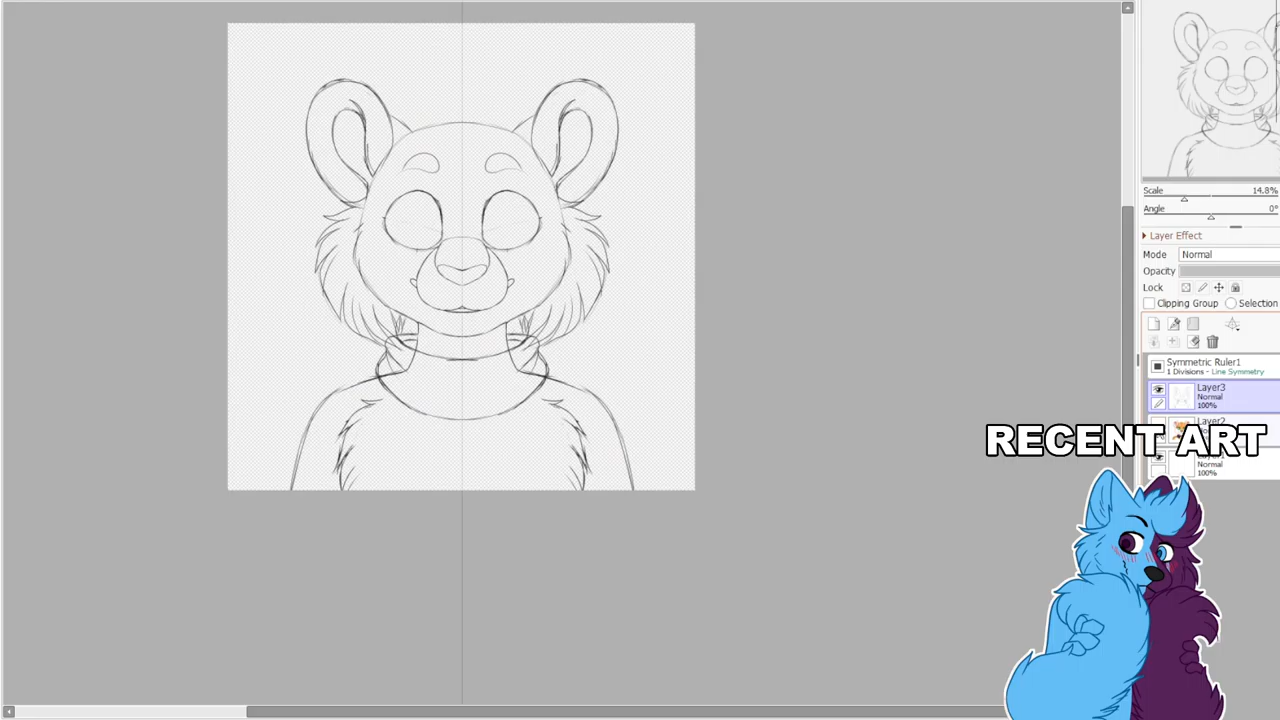 Scale 14.8%
Angle 0°
Layer Effect
Mode Normal
Opacity
Lock
Clipping Group Selection
Symmetric Ruler1
1 Divisions - Line Symmetry
Layer3
Normal
100%
Layer2
RECENT ART
Normal
100%